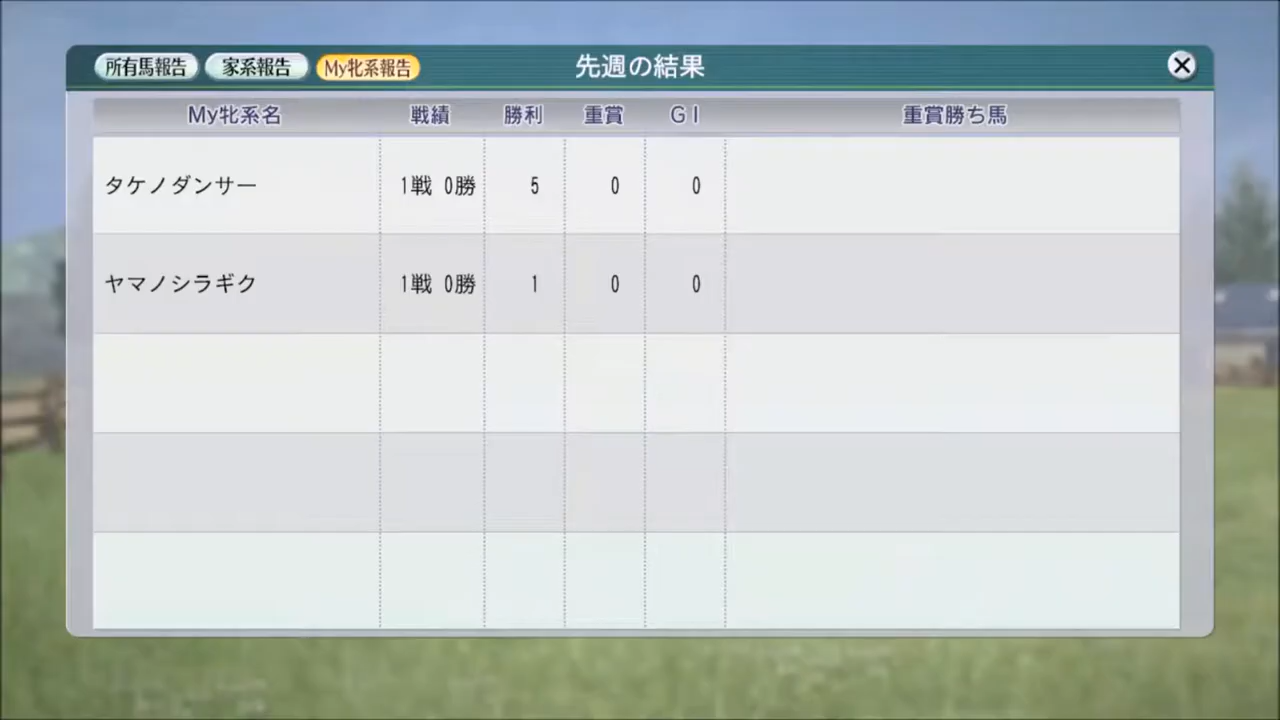 所有馬報告 家系報告 My牝系報告 先週の結果
My牝系名 戦績 勝利 重賞 GⅠ 重賞勝ち馬
タケノダンサー 1戦 0勝 5 0 0
ヤマノシラギク 1戦 0勝 1 0 0